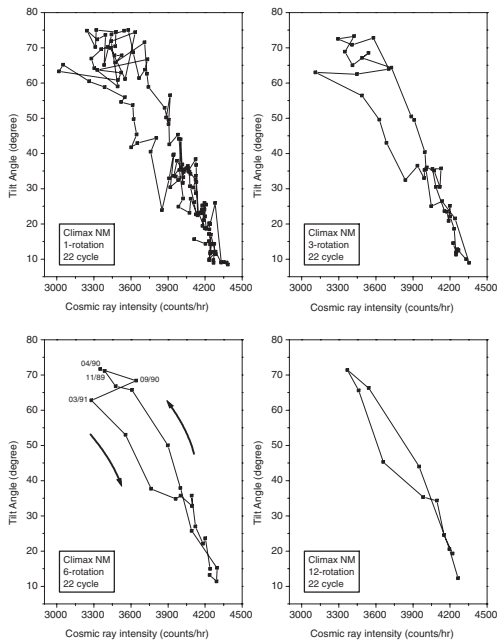 80
70
60
50
40
30
20
10
Tilt Angle (degree)
Climax NM
1-rotation
22 cycle
3000 3300 3600 3900 4200 4500
Cosmic ray intensity (counts/hr)
80
70
60
50
40
30
20
10
Tilt Angle (degree)
Climax NM
3-rotation
22 cycle
3000 3300 3600 3900 4200 4500
Cosmic ray intensity (counts/hr)
80
70
60
50
40
30
20
10
Tilt Angle (degree)
04/90
11/89
09/90
03/91
Climax NM
6-rotation
22 cycle
3000 3300 3600 3900 4200 4500
Cosmic ray intensity (counts/hr)
80
70
60
50
40
30
20
10
Tilt Angle (degree)
Climax NM
12-rotation
22 cycle
3000 3300 3600 3900 4200 4500
Cosmic ray intensity (counts/hr)